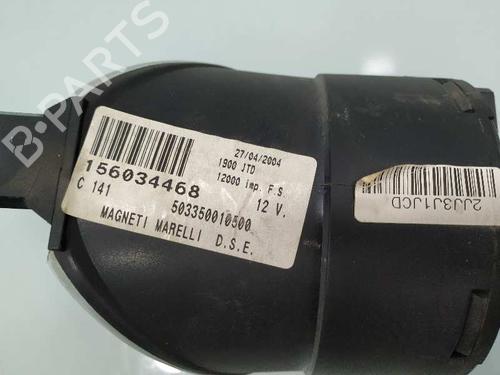 B-PARTS
27/04/2004
1900 JTD
12000 imp. F.S.
156034468
C 141
12 V.
503350010500
MAGNETI MARELLI D.S.E.
2JJ3J1JCD